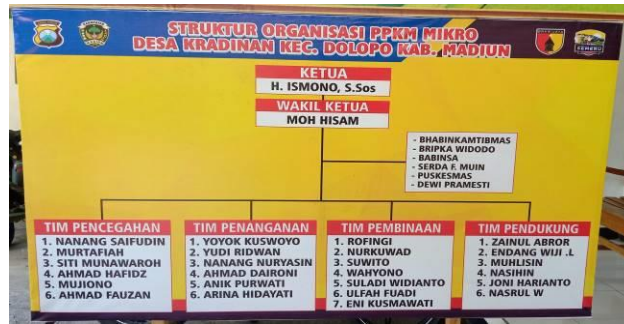 STRUKTUR ORGANISASI PPKM MIKRO
DESA KRADINAN KEC. DOLOPO KAB. MADIUN
KETUA
H. ISMONO, S.Sos
WAKIL KETUA
MOH HISAM
- BHABINKAMTIBMAS
- BRIPKA WIDODO
- BABINSA
- SERDA F. MUIN
- PUSKESMAS
- DEWI PRAMESTI
TIM PENCEGAHAN
1. NANANG SAIFUDIN
2. MURTAFIAH
3. SITI MUNAWAROH
4. AHMAD HAFIDZ
5. MUJIONO
6. AHMAD FAUZAN
TIM PENANGANAN
1. YOYOK KUSWOYO
2. YUDI RIDWAN
3. NANANG NURYASIN
4. AHMAD DAIRONI
5. ANIK PURWATI
6. ARINA HIDAYATI
TIM PEMBINAAN
1. ROFINGI
2. NURKUWAD
3. SUWITO
4. WAHYONO
5. SULADI WIDIANTO
6. ULFAH FUADI
7. ENI KUSMAWATI
TIM PENDUKUNG
1. ZAINUL ABROR
2. ENDANG WIJI .L
3. MUHLISIN
4. NASIHIN
5. JONI HARIANTO
6. NASRUL W